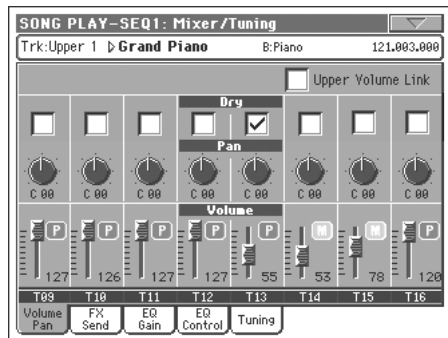 SONG PLAY-SEQ1: Mixer/Tuning
Trk:Upper 1 Grand Piano B:Piano 121.003.000
Upper Volume Link
Dry
Pan
C 00 C 00 C 00 C 00 C 00 C 00 C 00 C 00
Volume
P P P P P M M P
127 126 127 127 55 53 78 120
T09 T10 T11 T12 T13 T14 T15 T16
Volume Pan FX Send EQ Gain EQ Control Tuning